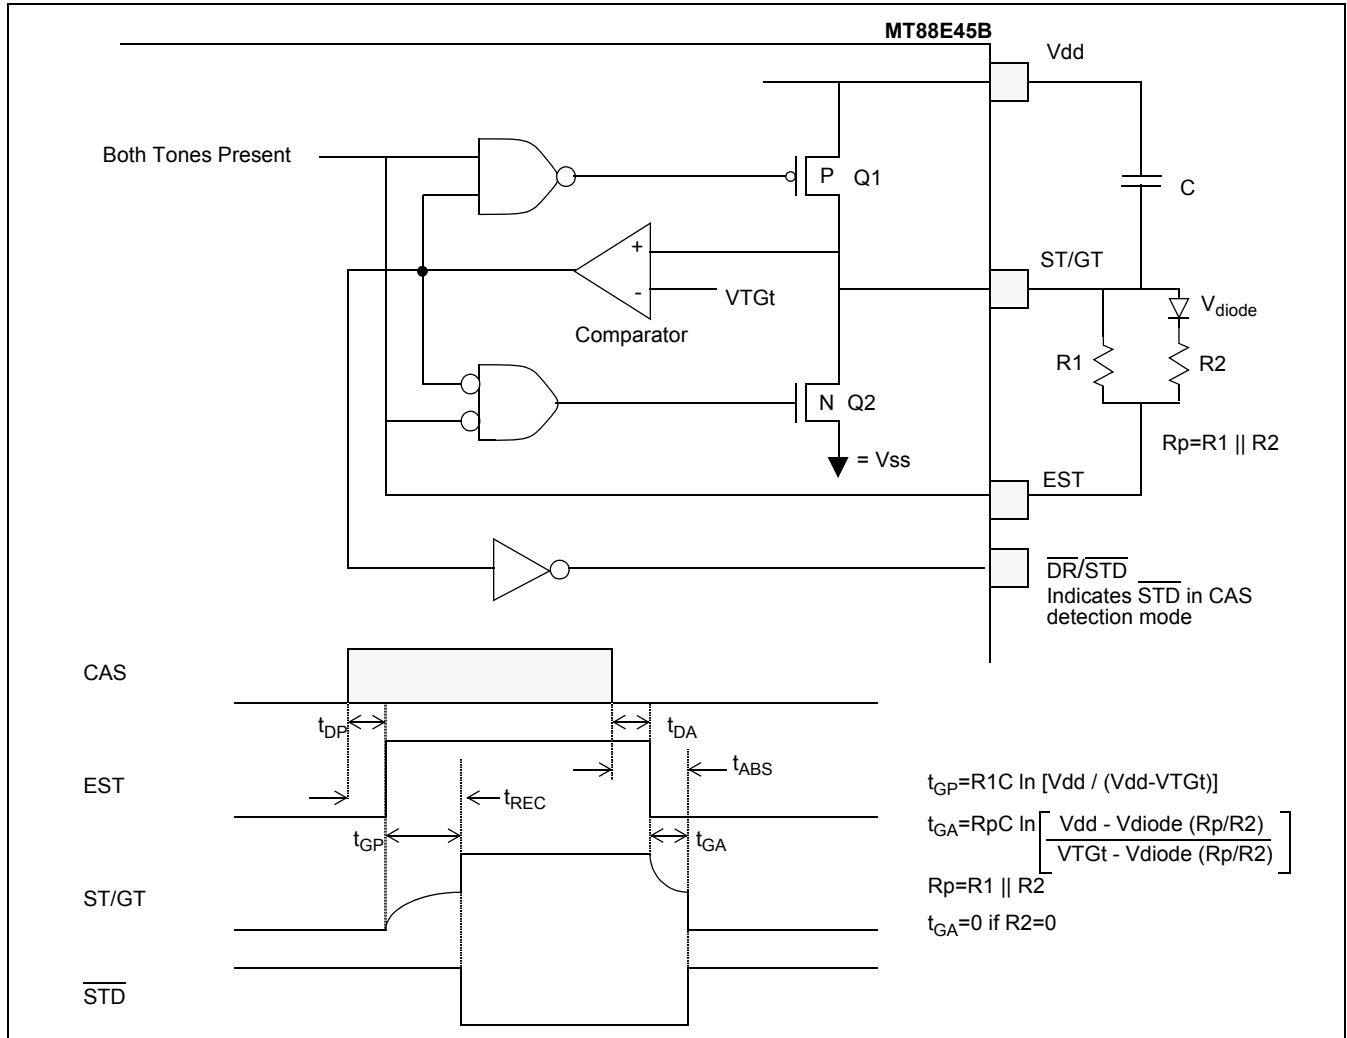 MT88E45B
Vdd
Both Tones Present
P Q1
C
+
ST/GT
-
VTGt
Vdiode
Comparator
R1
R2
N Q2
Rp=R1 || R2
= Vss
EST
DR/STD
Indicates STD in CAS
detection mode
CAS
tDP
tDA
tABS
EST
tREC
tGP=R1C ln [Vdd / (Vdd-VTGt)]
tGP
tGA
tGA=RpC ln[ Vdd - Vdiode (Rp/R2)
VTGt - Vdiode (Rp/R2) ]
ST/GT
Rp=R1 || R2
tGA=0 if R2=0
STD